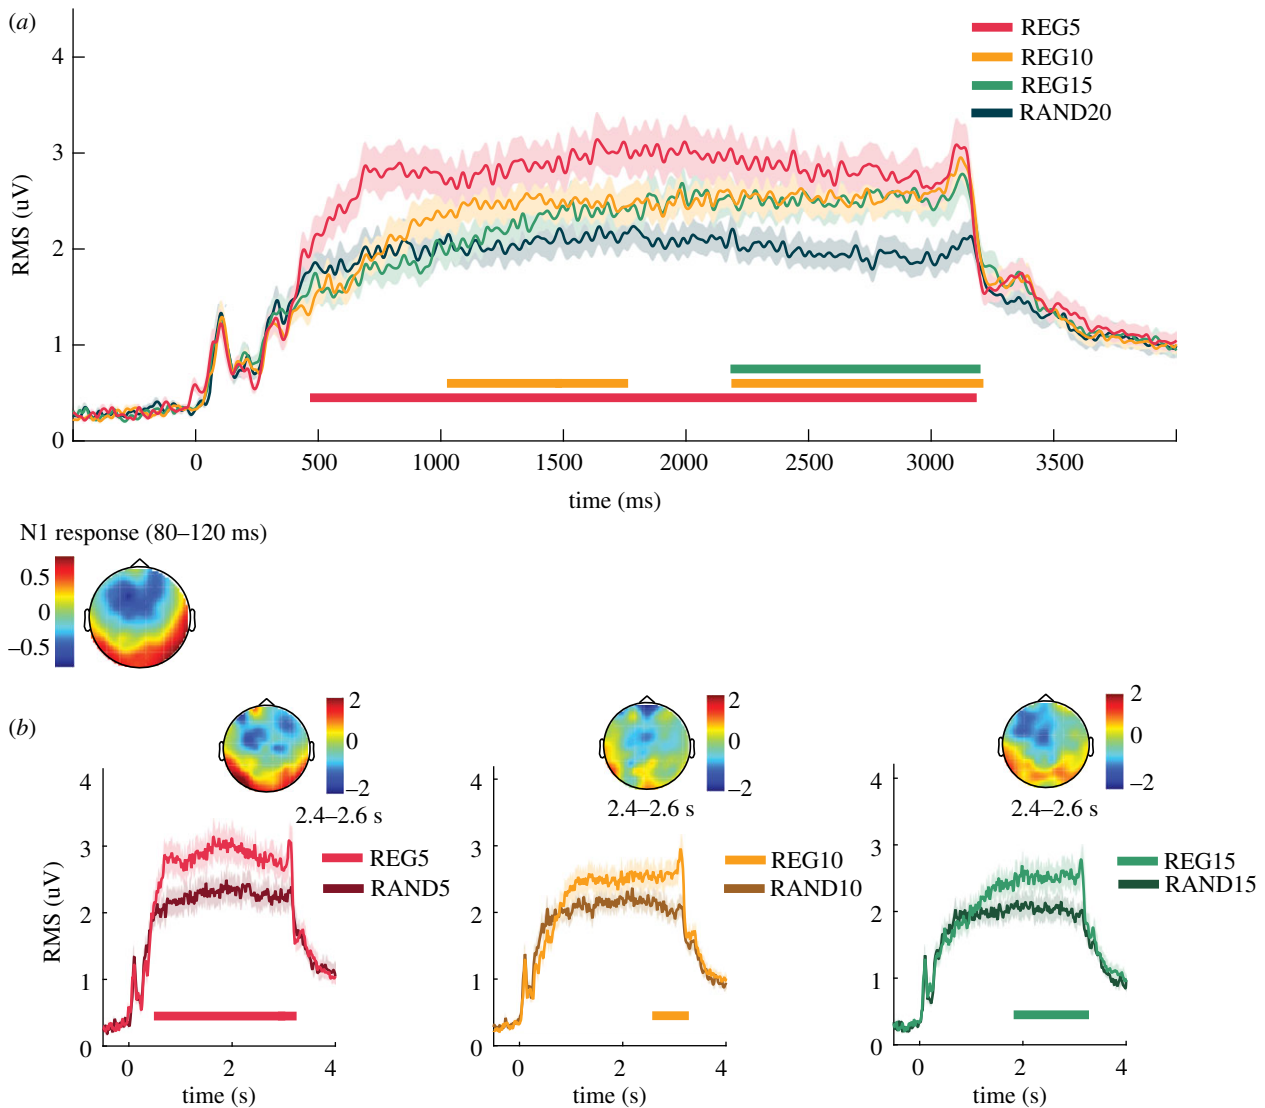 (a)
REG5
REG10
REG15
RAND20
4
3
2
1
0
RMS (uV)
0 500 1000 1500 2000 2500 3000 3500
time (ms)
N1 response (80–120 ms)
0.5
0
–0.5
(b)
2
0
–2
2.4–2.6 s
2
0
–2
2.4–2.6 s
2
0
–2
2.4–2.6 s
4
3
2
1
0
RMS (uV)
REG5
RAND5
0 2 4
time (s)
4
3
2
1
0
REG10
RAND10
0 2 4
time (s)
4
3
2
1
0
REG15
RAND15
0 2 4
time (s)